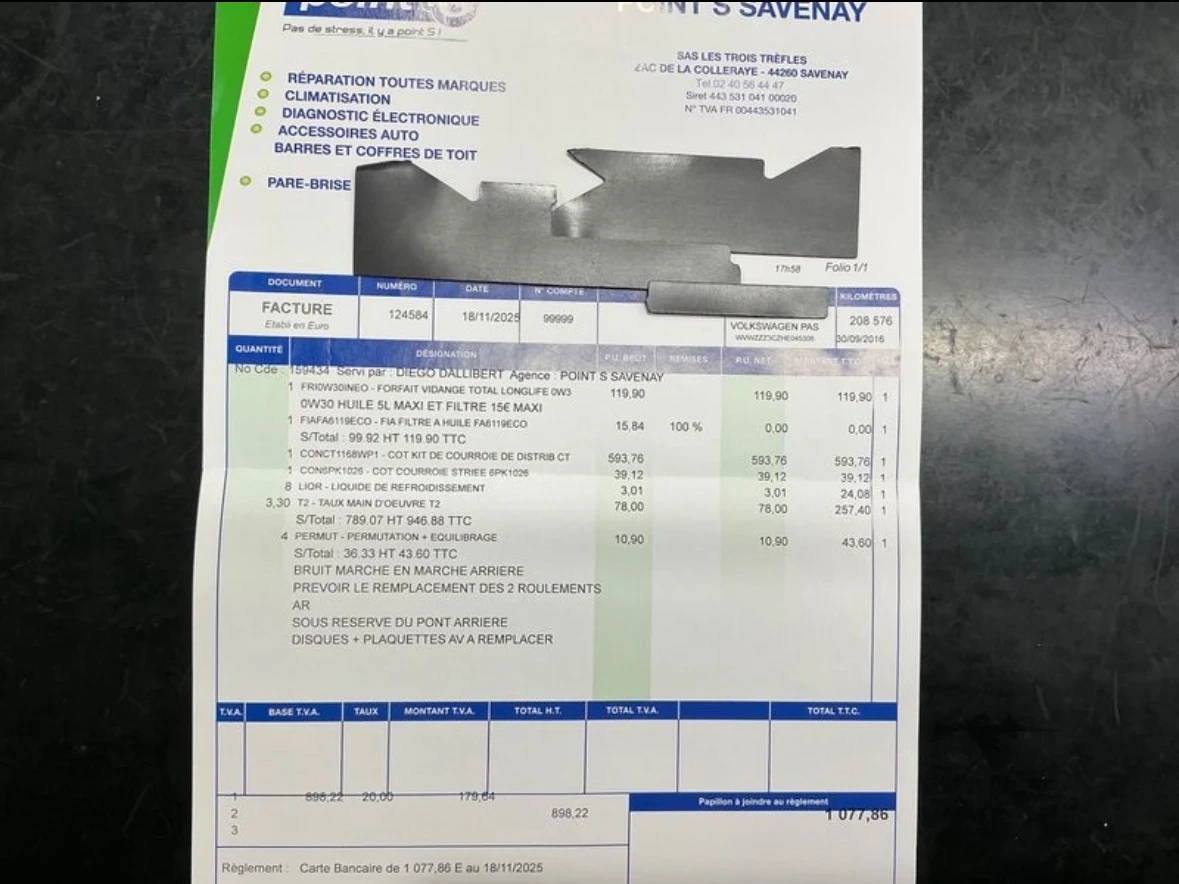 POINT S SAVENAY
Pas de stress, il y a point S !
SAS LES TROIS TRÈFLES
ZAC DE LA COLLERAYE - 44260 SAVENAY
Tel.02 40 56 44 47
Siret 443 531 041 00020
N° TVA FR 00443531041
RÉPARATION TOUTES MARQUES
CLIMATISATION
DIAGNOSTIC ÉLECTRONIQUE
ACCESSOIRES AUTO
BARRES ET COFFRES DE TOIT
PARE-BRISE
17h58 Folio 1/1
DOCUMENT NUMÉRO DATE N° COMPTE KILOMÈTRES
FACTURE 124584 18/11/2025 99999 208 576
Etabli en Euro VOLKSWAGEN PAS
30/09/2016
QUANTITÉ DÉSIGNATION P.U. BRUT REMISES P.U. NET T.T.C.
No Cde : 159434 Servi par : DIEGO DALLIBERT Agence : POINT S SAVENAY
1 FRI0W30INEO - FORFAIT VIDANGE TOTAL LONGLIFE 0W3 119,90 119,90 119,90 1
0W30 HUILE 5L MAXI ET FILTRE 15€ MAXI
1 FIAFA6119ECO - FIA FILTRE A HUILE FA6119ECO 15,84 100 % 0,00 0,00 1
S/Total : 99.92 HT 119.90 TTC
1 CONCT1168WP1 - COT KIT DE COURROIE DE DISTRIB CT 593,76 593,76 593,76 1
1 CON6PK1026 - COT COURROIE STRIEE 6PK1026 39,12 39,12 39,12 1
8 LIQR - LIQUIDE DE REFROIDISSEMENT 3,01 3,01 24,08 1
3,30 T2 - TAUX MAIN D'OEUVRE T2 78,00 78,00 257,40 1
S/Total : 789.07 HT 946.88 TTC
4 PERMUT - PERMUTATION + EQUILIBRAGE 10,90 10,90 43,60 1
S/Total : 36.33 HT 43.60 TTC
BRUIT MARCHE EN MARCHE ARRIERE
PREVOIR LE REMPLACEMENT DES 2 ROULEMENTS
AR
SOUS RESERVE DU PONT ARRIERE
DISQUES + PLAQUETTES AV A REMPLACER
T.V.A. BASE T.V.A. TAUX MONTANT T.V.A. TOTAL H.T. TOTAL T.V.A. TOTAL T.T.C.
1 898,22 20,00 179,64
Papillon à joindre au règlement
2 898,22 1 077,86
3
Règlement : Carte Bancaire de 1 077,86 E au 18/11/2025